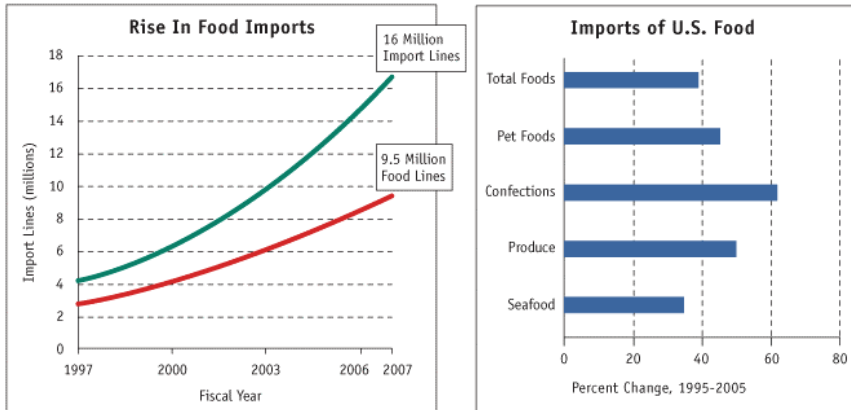 Rise In Food Imports
16 Million
Import Lines
9.5 Million
Food Lines
Import Lines (millions)
18
16
14
12
10
8
6
4
2
0
1997
2000
2003
2006
2007
Fiscal Year
Imports of U.S. Food
Total Foods
Pet Foods
Confections
Produce
Seafood
0
20
40
60
80
Percent Change, 1995-2005